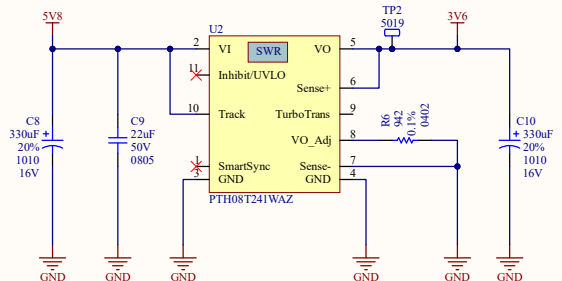 5V8
U2
TP2
5019
3V6
2
VI
SWR
VO
5
11
Inhibit/UVLO
Sense+
6
10
Track
TurboTrans
9
C8
330uF
20%
1010
16V
C9
22uF
50V
0805
VO_Adj
8
R6
942
0.1%
0402
C10
330uF
20%
1010
16V
1
SmartSync
Sense-
7
3
GND
GND
4
PTH08T241WAZ
GND
GND
GND
GND
GND
GND